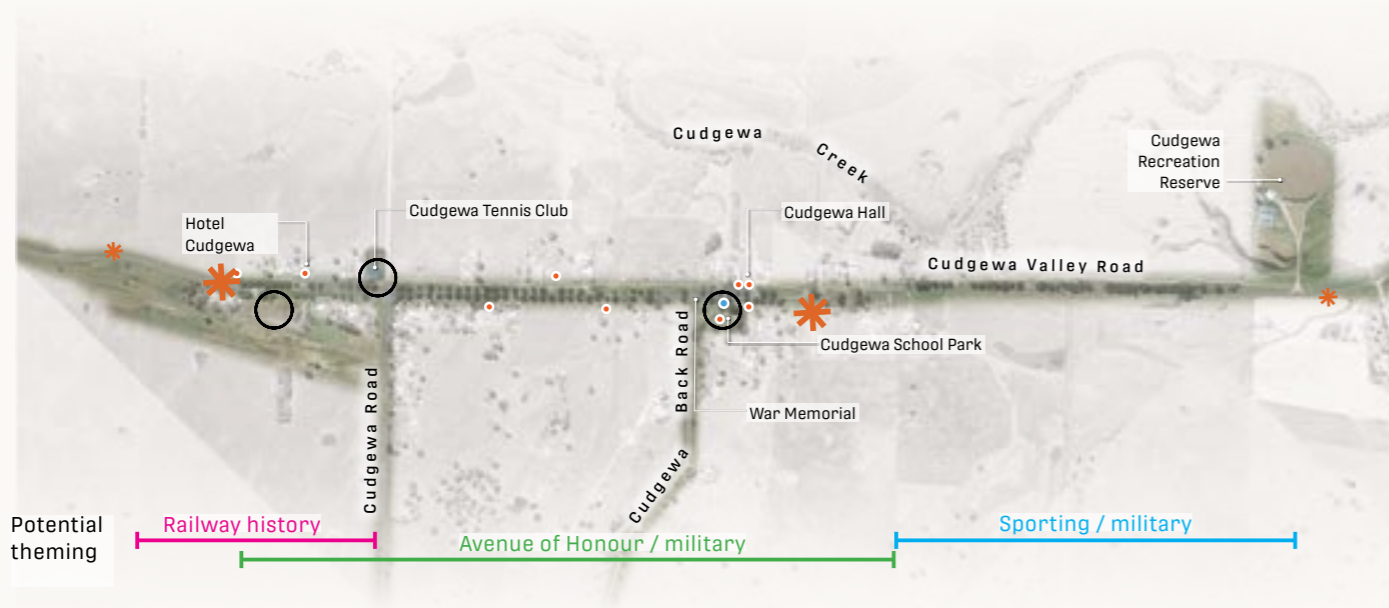 Cudgewa
Creek
Cudgewa
Recreation
Reserve
Hotel
Cudgewa
Cudgewa Tennis Club
Cudgewa Hall
Cudgewa Valley Road
Cudgewa School Park
War Memorial
Cudgewa Road
Cudgewa Back Road
Potential
theming
Railway history
Avenue of Honour / military
Sporting / military